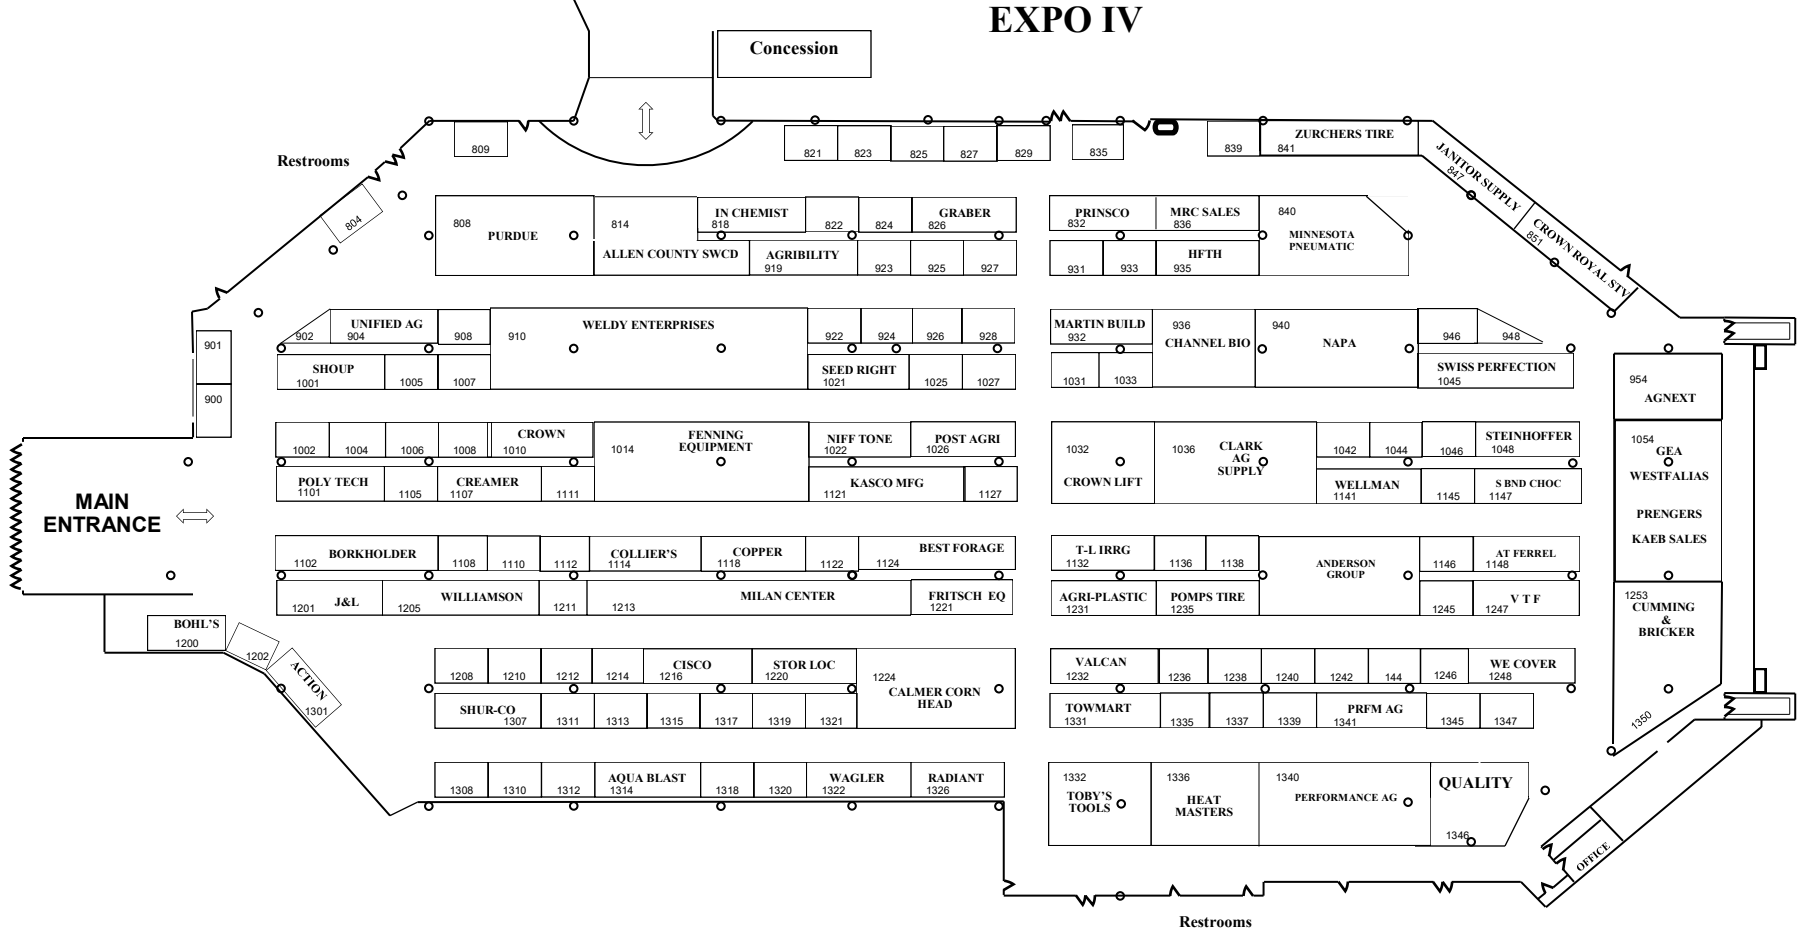 EXPO IV
Concession
Restrooms
809
821
823
825
827
829
835
839
ZURCHERS TIRE
841
JANITOR SUPPLY
847
CROWN ROYAL STV
851
804
808
PURDUE
814
ALLEN COUNTY SWCD
IN CHEMIST
818
822
824
GRABER
826
AGRIBILITY
919
923
925
927
PRINSCO
832
MRC SALES
836
840
MINNESOTA
PNEUMATIC
931
933
HFTH
935
901
900
902
UNIFIED AG
904
908
910
WELDY ENTERPRISES
922
924
926
928
SHOUP
1001
1005
1007
SEED RIGHT
1021
1025
1027
MARTIN BUILD
932
936
CHANNEL BIO
940
NAPA
946
948
1031
1033
SWISS PERFECTION
1045
954
AGNEXT
1002
1004
1006
1008
CROWN
1010
1014
FENNING
EQUIPMENT
NIFF TONE
1022
POST AGRI
1026
POLY TECH
1101
1105
CREAMER
1107
1111
KASCO MFG
1121
1127
1032
CROWN LIFT
1036
CLARK
AG
SUPPLY
1042
1044
1046
STEINHOFFER
1048
WELLMAN
1141
1145
S BND CHOC
1147
1054
GEA
WESTFALIAS
PRENGERS
KAEB SALES
MAIN
ENTRANCE
1102
BORKHOLDER
1108
1110
1112
COLLIER'S
1114
COPPER
1118
1122
1124
BEST FORAGE
1201
J&L
1205
WILLIAMSON
1211
1213
MILAN CENTER
FRITSCH EQ
1221
T-L IRRG
1132
1136
1138
ANDERSON
GROUP
1146
AT FERREL
1148
AGRI-PLASTIC
1231
POMPS TIRE
1235
1245
V T F
1247
1253
CUMMING
&
BRICKER
1350
BOHL'S
1200
1202
ACTION
1301
1208
1210
1212
1214
CISCO
1216
STOR LOC
1220
1224
CALMER CORN
HEAD
SHUR-CO
1307
1311
1313
1315
1317
1319
1321
VALCAN
1232
1236
1238
1240
1242
144
1246
WE COVER
1248
TOWMART
1331
1335
1337
1339
PRFM AG
1341
1345
1347
1308
1310
1312
AQUA BLAST
1314
1318
1320
WAGLER
1322
RADIANT
1326
1332
TOBY'S
TOOLS
1336
HEAT
MASTERS
1340
PERFORMANCE AG
QUALITY
1346
OFFICE
Restrooms